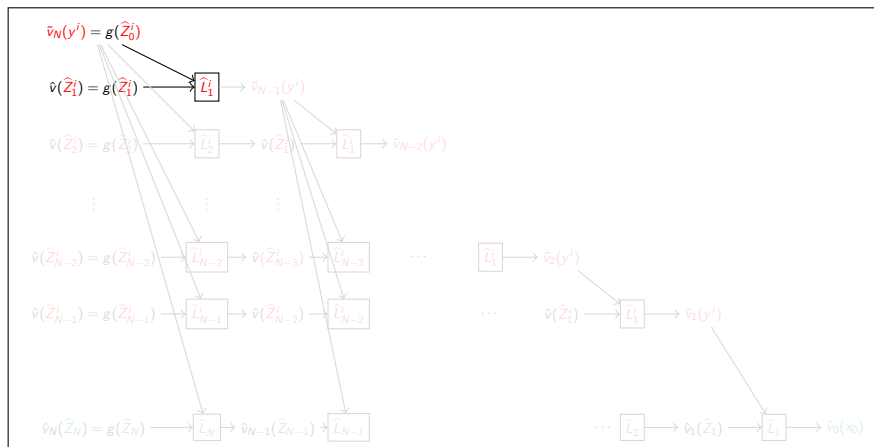 ṽ_N(y^i) = g(Ẑ_0^i)
v̂(Ẑ_1^i) = g(Ẑ_1^i) L̂_1^i ṽ_{N−1}(y^i)
v̂(Ẑ_2^i) = g(Ẑ_2^i) L̂_2^i v̂(Ẑ_1^i) L̂_1^i ṽ_{N−2}(y^i)
⋮ ⋮ ⋮
v̂(Ẑ_{N−2}^i) = g(Ẑ_{N−2}^i) L̂_{N−2}^i v̂(Ẑ_{N−3}^i) L̂_{N−3}^i ⋯ L̂_1^i ṽ_2(y^i)
v̂(Ẑ_{N−1}^i) = g(Ẑ_{N−1}^i) L̂_{N−1}^i v̂(Ẑ_{N−2}^i) L̂_{N−2}^i ⋯ v̂(Ẑ_1^i) L̂_1^i ṽ_1(y^i)
v̂_N(Ẑ_N) = g(Ẑ_N) L̂_N v̂_{N−1}(Ẑ_{N−1}) L̂_{N−1} ⋯ L̂_2 v̂_1(Ẑ_1) L̂_1 v̂_0(x_0)